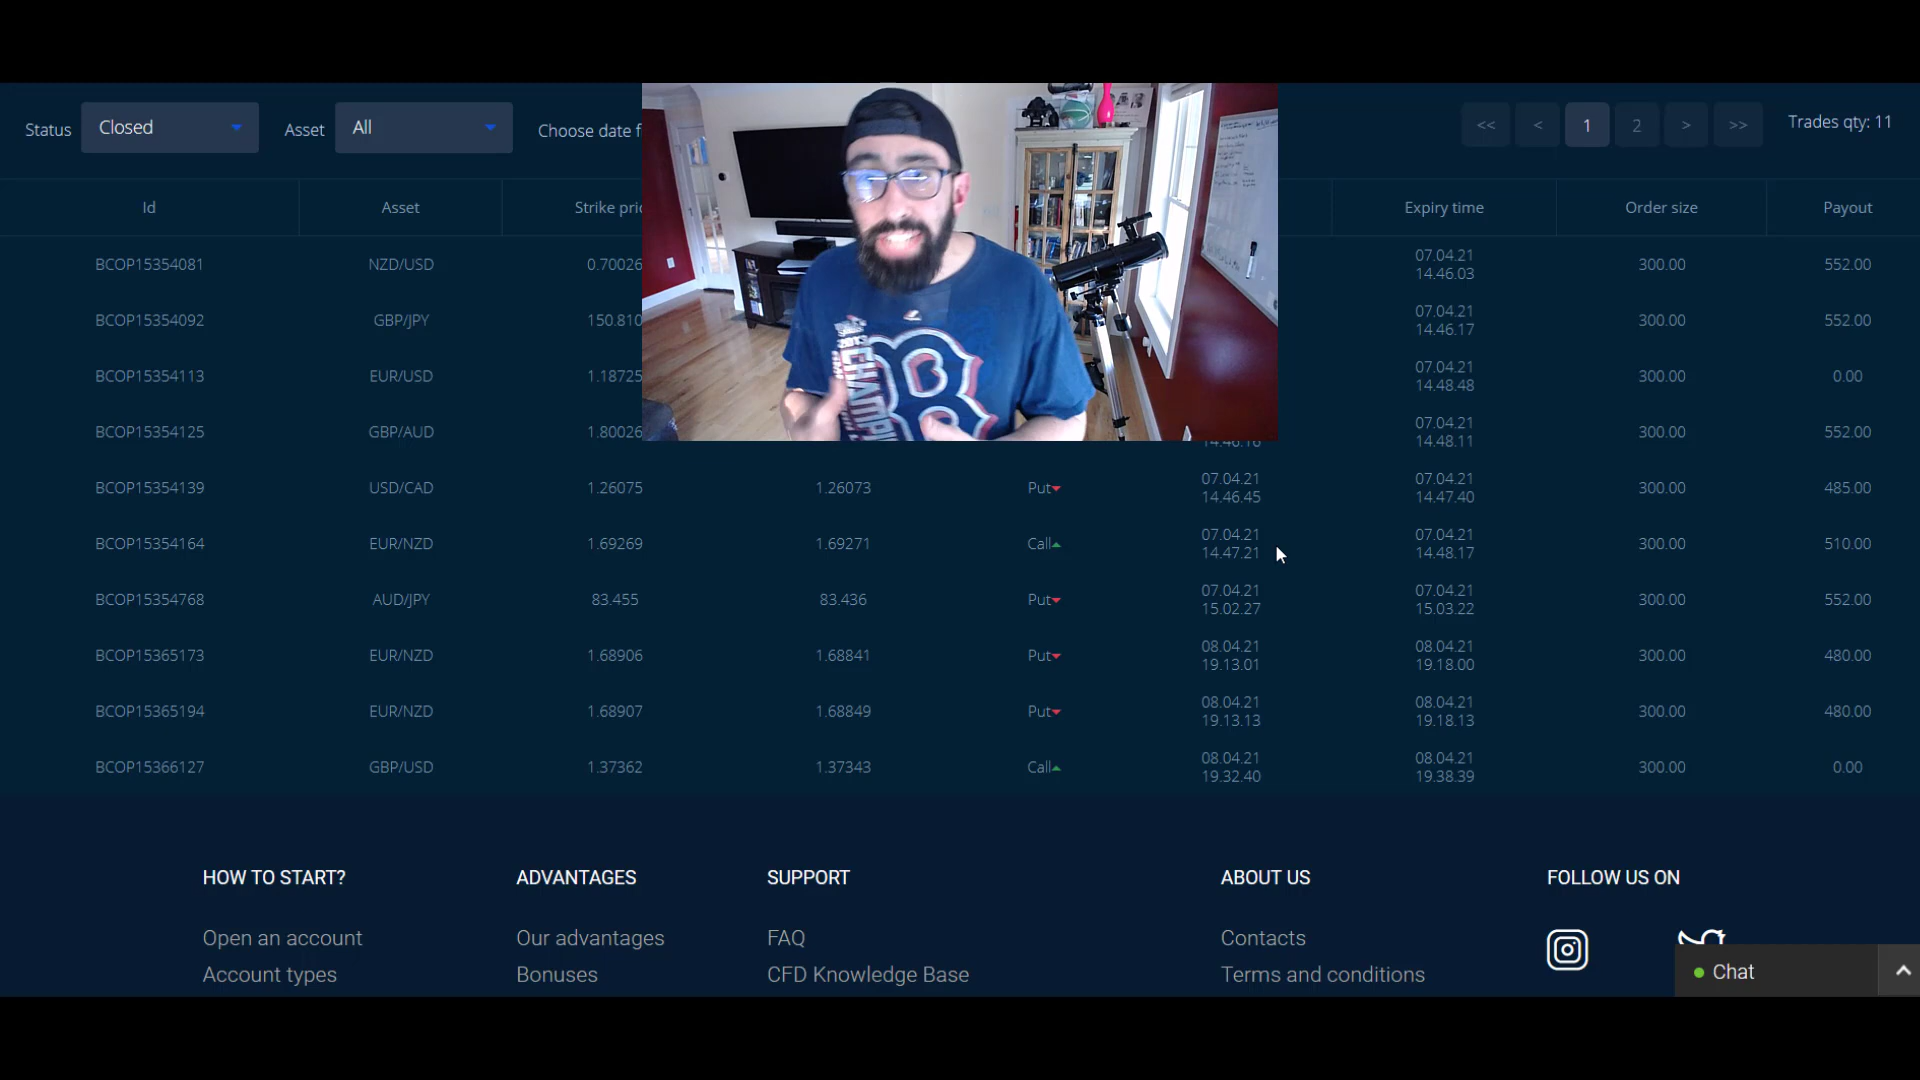 Status Closed Asset All Choose date f Trades qty: 11
<< < 1 2 > >>
Id Asset Strike Expiry time Order size Payout
BCOP15354081 NZD/USD 0.70026 07.04.21 14.46.03 300.00 552.00
BCOP15354092 GBP/JPY 150.810 07.04.21 14.46.17 300.00 552.00
BCOP15354113 EUR/USD 1.18725 07.04.21 14.48.48 300.00 0.00
BCOP15354125 GBP/AUD 1.80026 07.04.21 14.48.11 300.00 552.00
BCOP15354139 USD/CAD 1.26075 1.26073 Put 07.04.21 14.46.45 07.04.21 14.47.40 300.00 485.00
BCOP15354164 EUR/NZD 1.69269 1.69271 Call 07.04.21 14.47.21 07.04.21 14.48.17 300.00 510.00
BCOP15354768 AUD/JPY 83.455 83.436 Put 07.04.21 15.02.27 07.04.21 15.03.22 300.00 552.00
BCOP15365173 EUR/NZD 1.68906 1.68841 Put 08.04.21 19.13.01 08.04.21 19.18.00 300.00 480.00
BCOP15365194 EUR/NZD 1.68907 1.68849 Put 08.04.21 19.13.13 08.04.21 19.18.13 300.00 480.00
BCOP15366127 GBP/USD 1.37362 1.37343 Call 08.04.21 19.32.40 08.04.21 19.38.39 300.00 0.00
B
HOW TO START? ADVANTAGES SUPPORT ABOUT US FOLLOW US ON
Open an account Our advantages FAQ Contacts
Account types Bonuses CFD Knowledge Base Terms and conditions
Chat